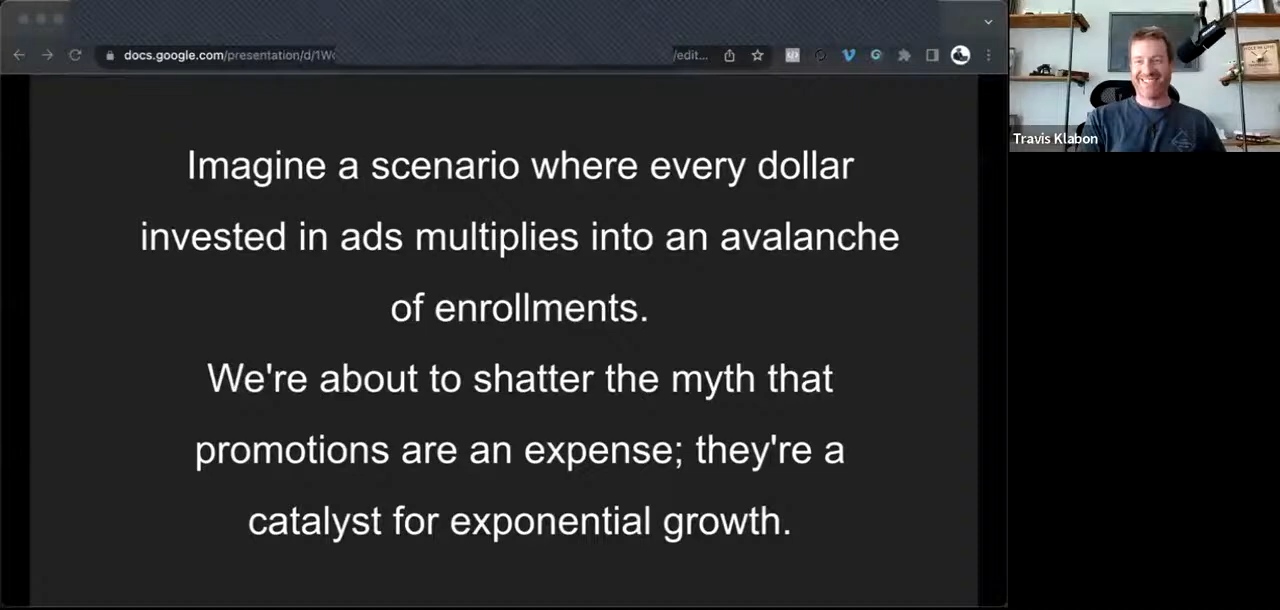 docs.google.com/presentation/d/1Wc
/edit...
Imagine a scenario where every dollar
invested in ads multiplies into an avalanche
of enrollments.
We're about to shatter the myth that
promotions are an expense; they're a
catalyst for exponential growth.
Travis Klabon